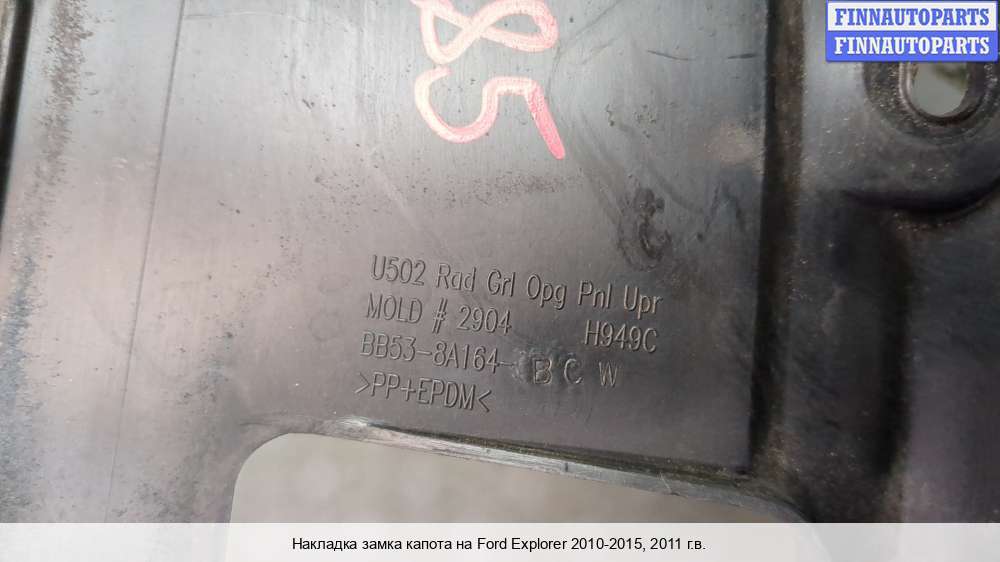 FINNAUTOPARTS
FINNAUTOPARTS
85
U502 Rad Grl Opg Pnl Upr
MOLD # 2904 H949C
BB53-8A164- B C W
>PP+EPDM<
Накладка замка капота на Ford Explorer 2010-2015, 2011 г.в.